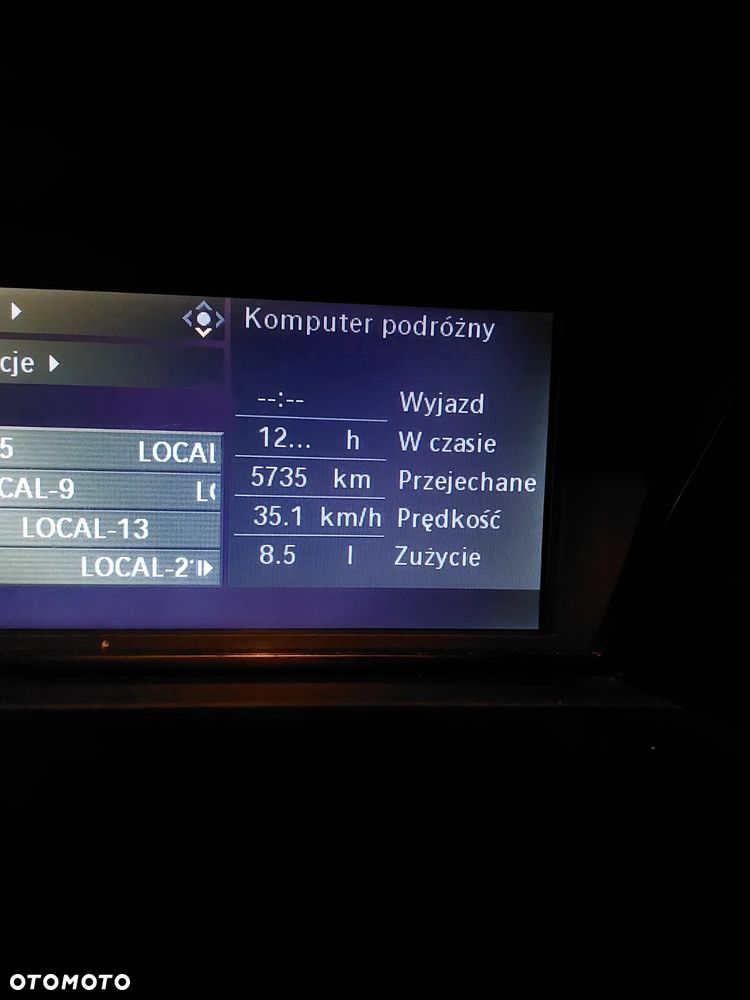 cje
5 LOCAL
CAL-9
LOCAL-13
LOCAL-2
Komputer podróżny
--:-- Wyjazd
12... h W czasie
5735 km Przejechane
35.1 km/h Prędkość
8.5 l Zużycie
OTOMOTO